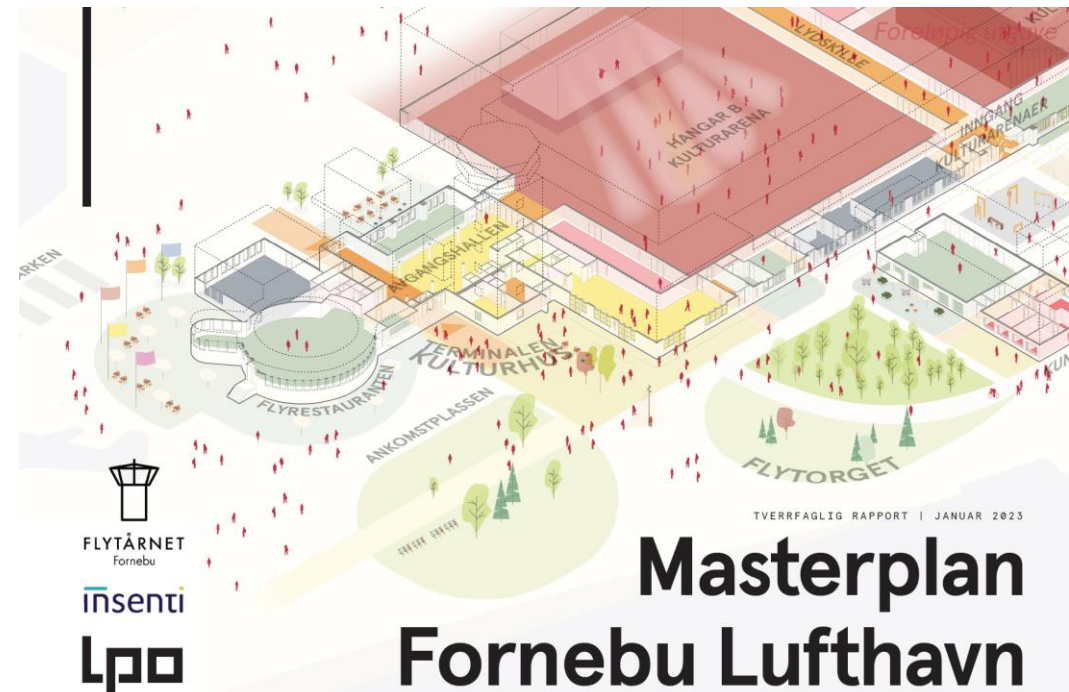 Foreløpig utgave
LYDSKILLE
HANGAR B
KULTURARENA
INNGANG
KULTURARENAER
AVGANGSHALLEN
TERMINALEN
KULTURHUS
FLYRESTAURANTEN
ANKOMSTPLASSEN
FLYTORGET
FLYTÅRNET
Fornebu
insenti
Lpo
TVERRFAGLIG RAPPORT | JANUAR 2023
Masterplan
Fornebu Lufthavn